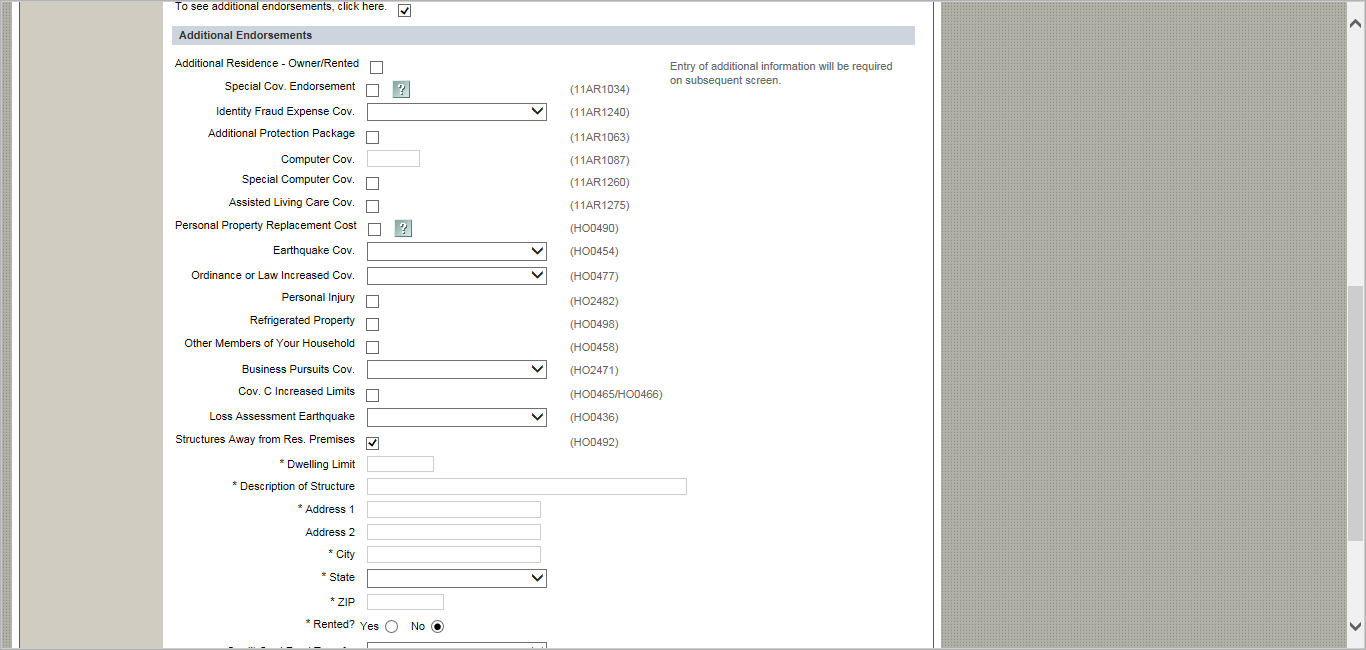 To see additional endorsements, click here.
Additional Endorsements
Additional Residence - Owner/Rented
Entry of additional information will be required
on subsequent screen.
Special Cov. Endorsement ? (11AR1034)
Identity Fraud Expense Cov. (11AR1240)
Additional Protection Package (11AR1063)
Computer Cov. (11AR1087)
Special Computer Cov. (11AR1260)
Assisted Living Care Cov. (11AR1275)
Personal Property Replacement Cost ? (HO0490)
Earthquake Cov. (HO0454)
Ordinance or Law Increased Cov. (HO0477)
Personal Injury (HO2482)
Refrigerated Property (HO0498)
Other Members of Your Household (HO0458)
Business Pursuits Cov. (HO2471)
Cov. C Increased Limits (HO0465/HO0466)
Loss Assessment Earthquake (HO0436)
Structures Away from Res. Premises (HO0492)
* Dwelling Limit
* Description of Structure
* Address 1
Address 2
* City
* State
* ZIP
* Rented? Yes No